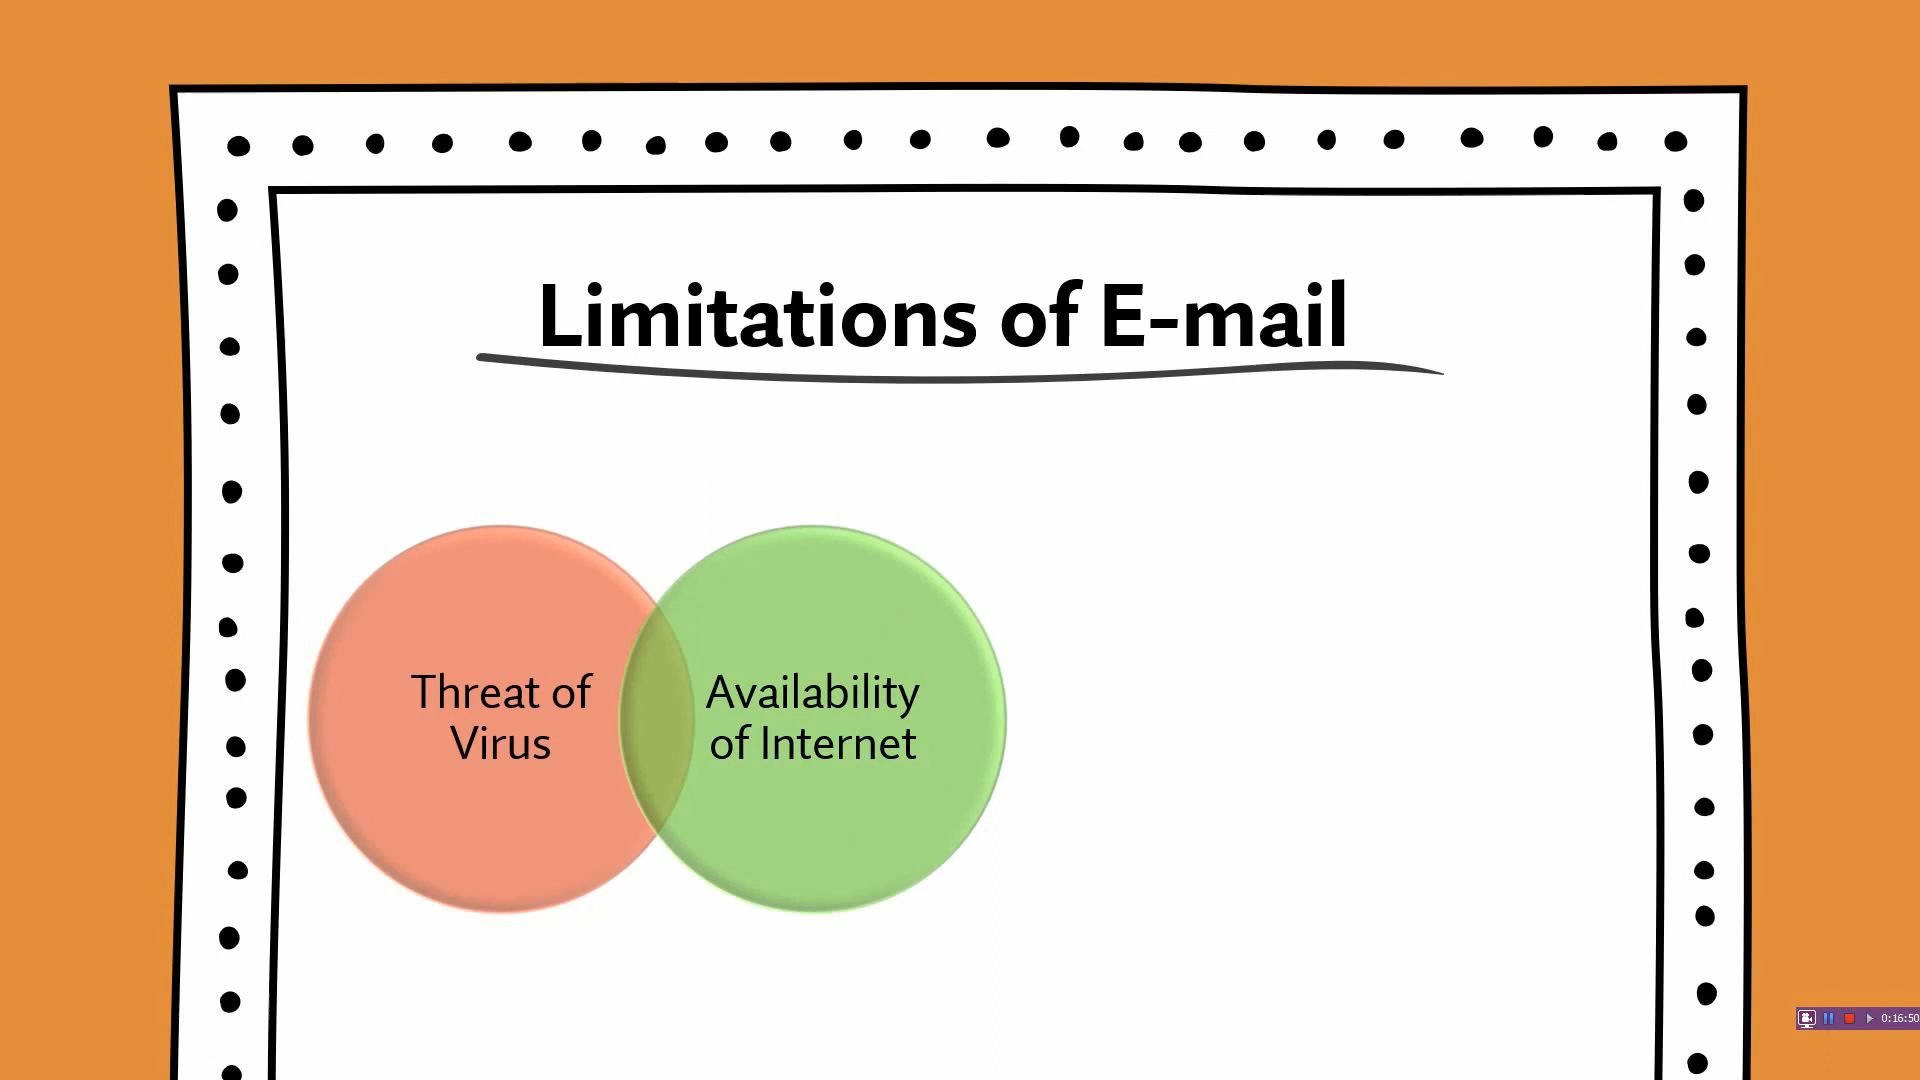 Limitations of E-mail
Threat of
Virus
Availability
of Internet
0:16:50